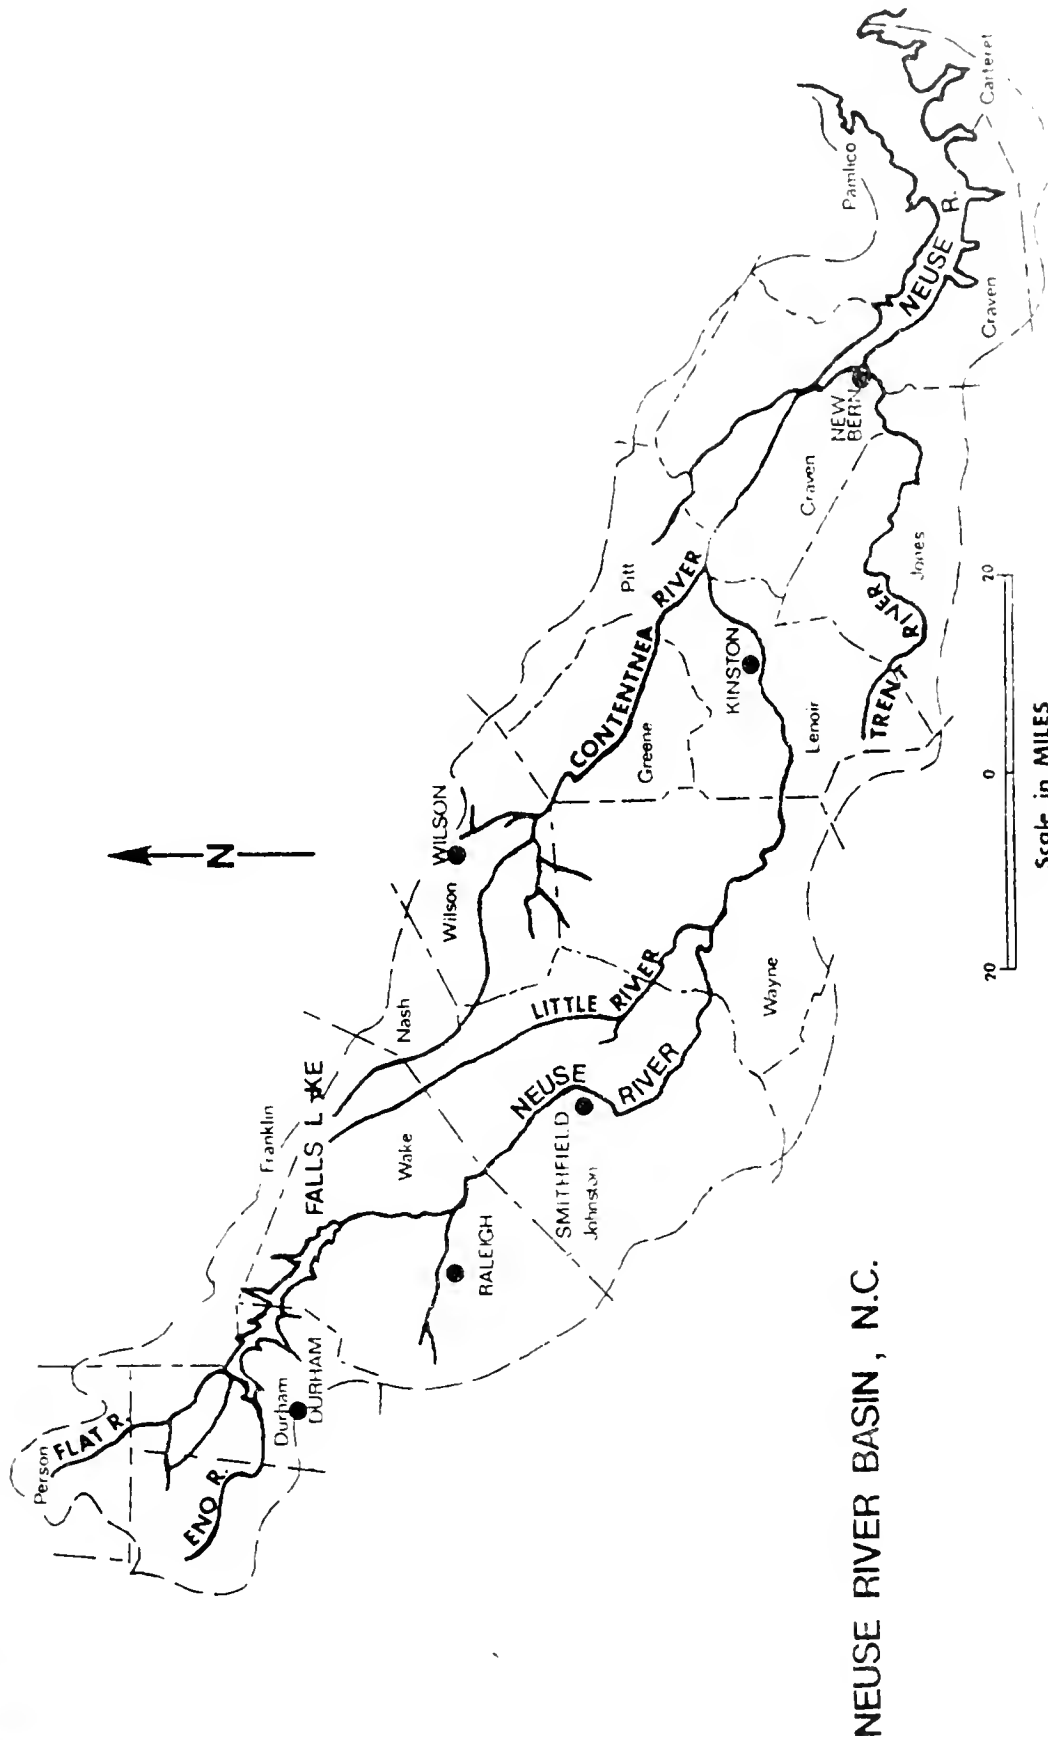 Person
FLAT R.
ENO R.
Durham
DURHAM
FALLS L KE
Franklin
Wake
RALEIGH
Nash
Wilson
WILSON
N
LITTLE RIVER
NEUSE
RIVER
SMITHFIELD
Johnston
Wayne
CONTENTNEA RIVER
Greene
Pitt
KINSTON
Lenoir
TRENT
RIVER
RIVER
Jones
Craven
NEW
BERN
NEUSE R.
Craven
Pamlico
Carteret
20 0 20
Scale in MILES
NEUSE RIVER BASIN, N.C.